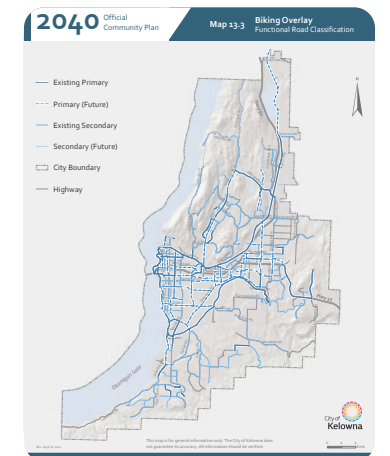 2040 Official
Community Plan
Map 13.3
Biking Overlay
Functional Road Classification
Existing Primary
Primary (Future)
Existing Secondary
Secondary (Future)
City Boundary
Highway
N
Okanagan Lake
City of
Kelowna
This map is for general information only. The City of Kelowna does
not guarantee its accuracy. All information should be verified.